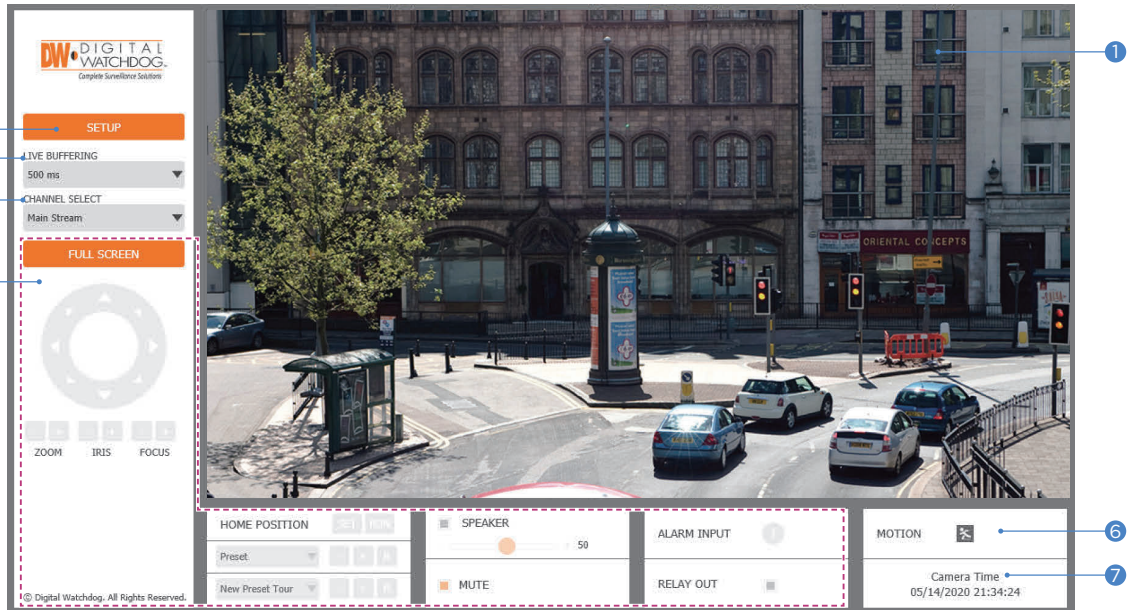 DW DIGITAL
WATCHDOG
Complete Surveillance Solutions
SETUP
LIVE BUFFERING
500 ms
CHANNEL SELECT
Main Stream
FULL SCREEN
ZOOM IRIS FOCUS
© Digital Watchdog. All Rights Reserved.
ORIENTAL CONCEPTS
HOME POSITION SET RUN
Preset
New Preset Tour
SPEAKER
50
MUTE
ALARM INPUT
RELAY OUT
MOTION
Camera Time
05/14/2020 21:34:24
1
6
7